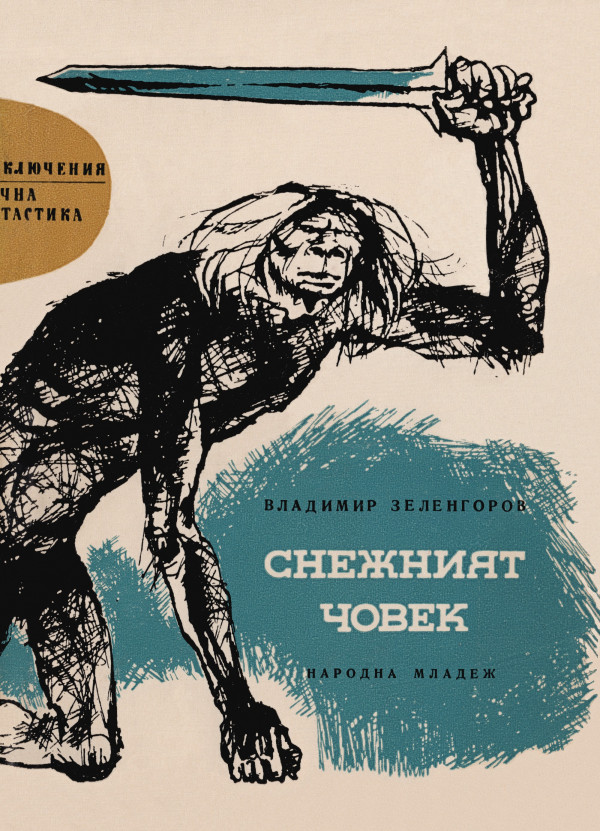 КЛЮЧЕНИЯ
ЧНА
ТАСТИКА
ВЛАДИМИР ЗЕЛЕНГОРОВ
СНЕЖНИЯТ
ЧОВЕК
НАРОДНА МЛАДЕЖ